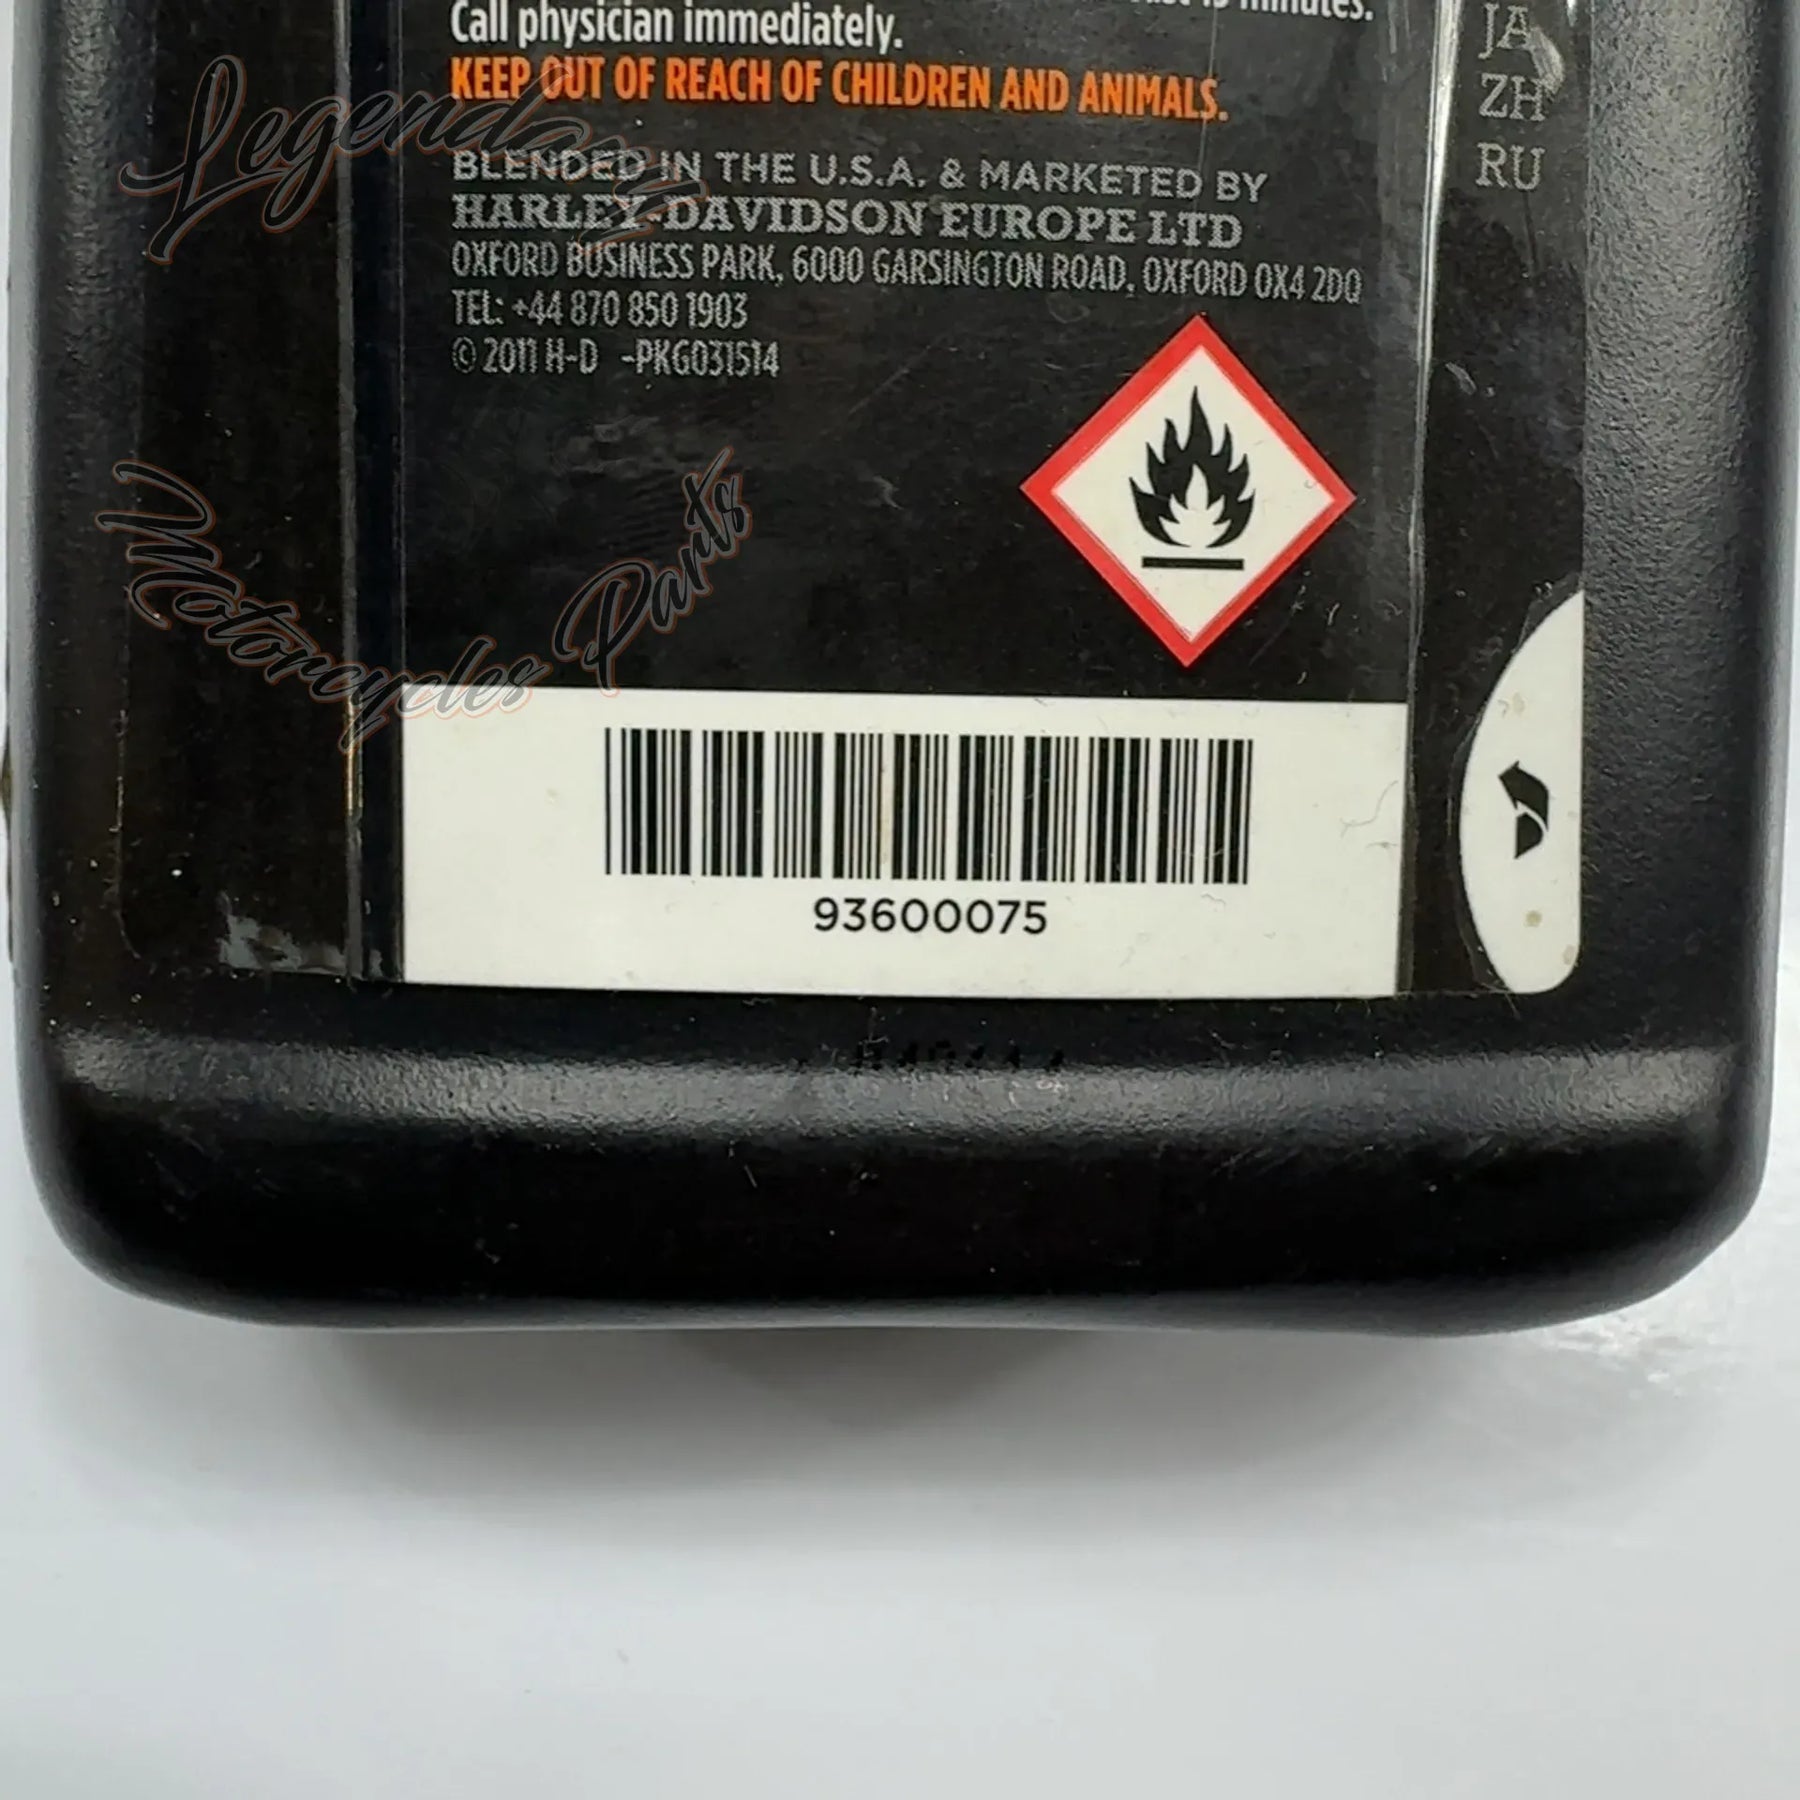 15 minutes.
Call physician immediately.
KEEP OUT OF REACH OF CHILDREN AND ANIMALS.
BLENDED IN THE U.S.A. & MARKETED BY
HARLEY-DAVIDSON EUROPE LTD
OXFORD BUSINESS PARK, 6000 GARSINGTON ROAD, OXFORD OX4 2DQ
TEL: +44 870 850 1903
© 2011 H-D -PKG031514
JA
ZH
RU
Legendary
Motorcycles Parts
93600075